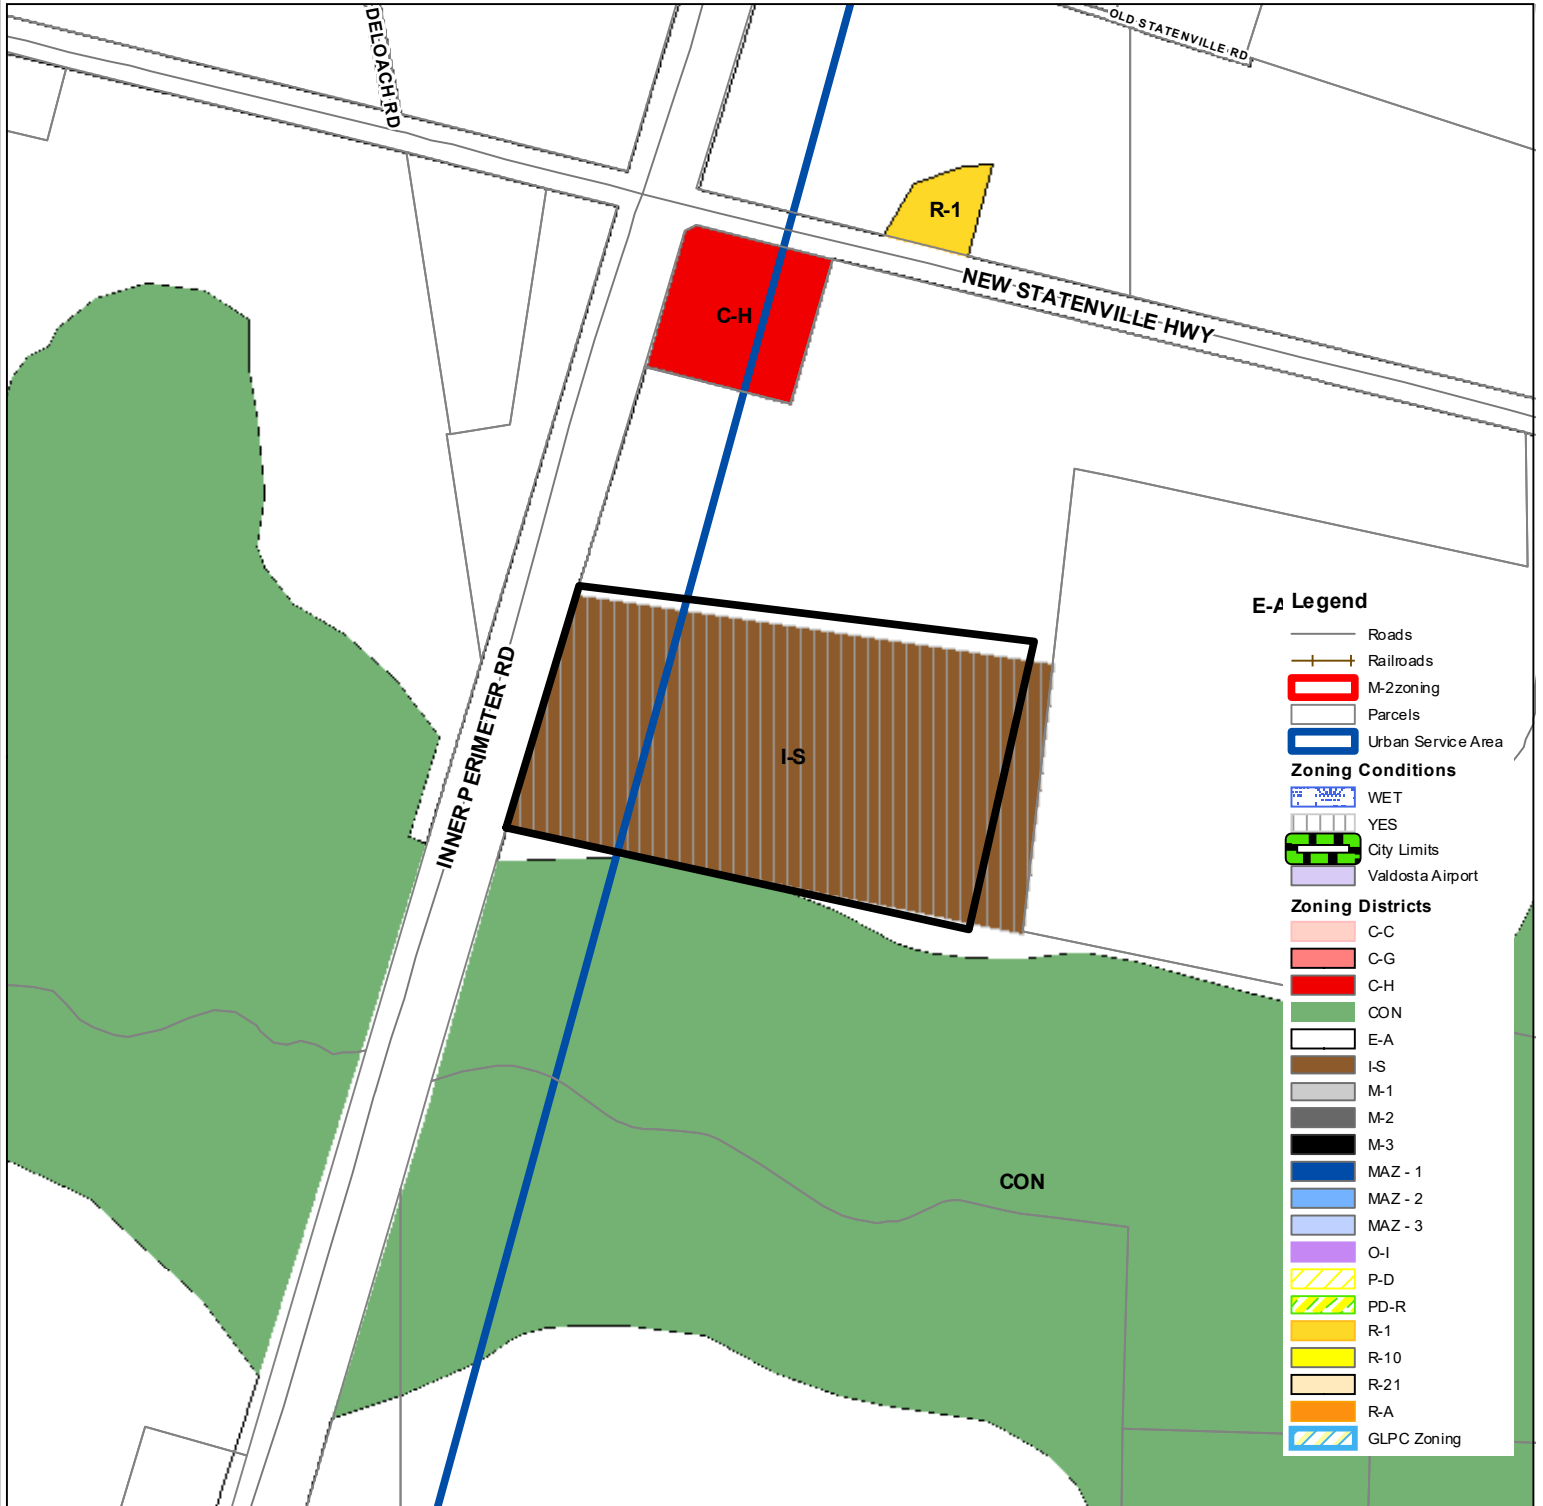 DELOACH RD
OLD STATENVILLE RD
R-1
NEW STATENVILLE HWY
C-H
INNER PERIMETER RD
I-S
CON
E-A
Legend
Roads
Railroads
M-2zoning
Parcels
Urban Service Area
Zoning Conditions
WET
YES
City Limits
Valdosta Airport
Zoning Districts
C-C
C-G
C-H
CON
E-A
I-S
M-1
M-2
M-3
MAZ - 1
MAZ - 2
MAZ - 3
O-I
P-D
PD-R
R-1
R-10
R-21
R-A
GLPC Zoning